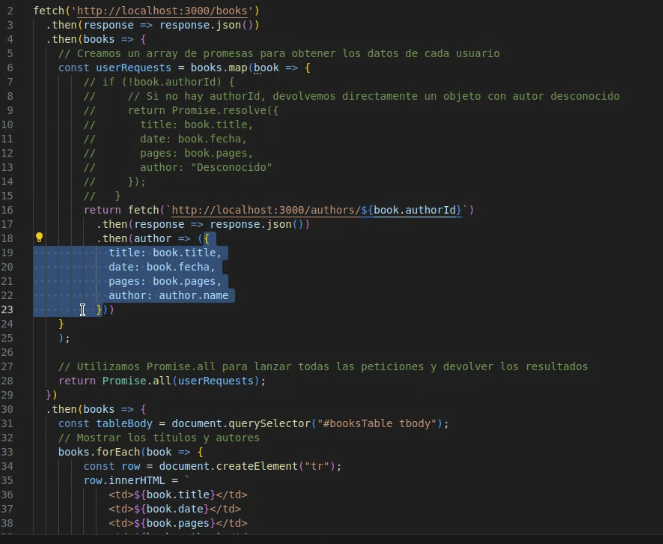 2 fetch('http://localhost:3000/books')
3 .then(response => response.json())
4 .then(books => {
5 // Creamos un array de promesas para obtener los datos de cada usuario
6 const userRequests = books.map(book => {
7 // if (!book.authorId) {
8 // // Si no hay authorId, devolvemos directamente un objeto con autor desconocido
9 // return Promise.resolve({
10 // title: book.title,
11 // date: book.fecha,
12 // pages: book.pages,
13 // author: "Desconocido"
14 // });
15 // }
16 return fetch(`http://localhost:3000/authors/${book.authorId}`)
17 .then(response => response.json())
18 .then(author => ({
19 title: book.title,
20 date: book.fecha,
21 pages: book.pages,
22 author: author.name
23 }))
24 }
25 );
26
27 // Utilizamos Promise.all para lanzar todas las peticiones y devolver los resultados
28 return Promise.all(userRequests);
29 })
30 .then(books => {
31 const tableBody = document.querySelector("#booksTable tbody");
32 // Mostrar los títulos y autores
33 books.forEach(book => {
34 const row = document.createElement("tr");
35 row.innerHTML = `
36 <td>${book.title}</td>
37 <td>${book.date}</td>
38 <td>${book.pages}</td>